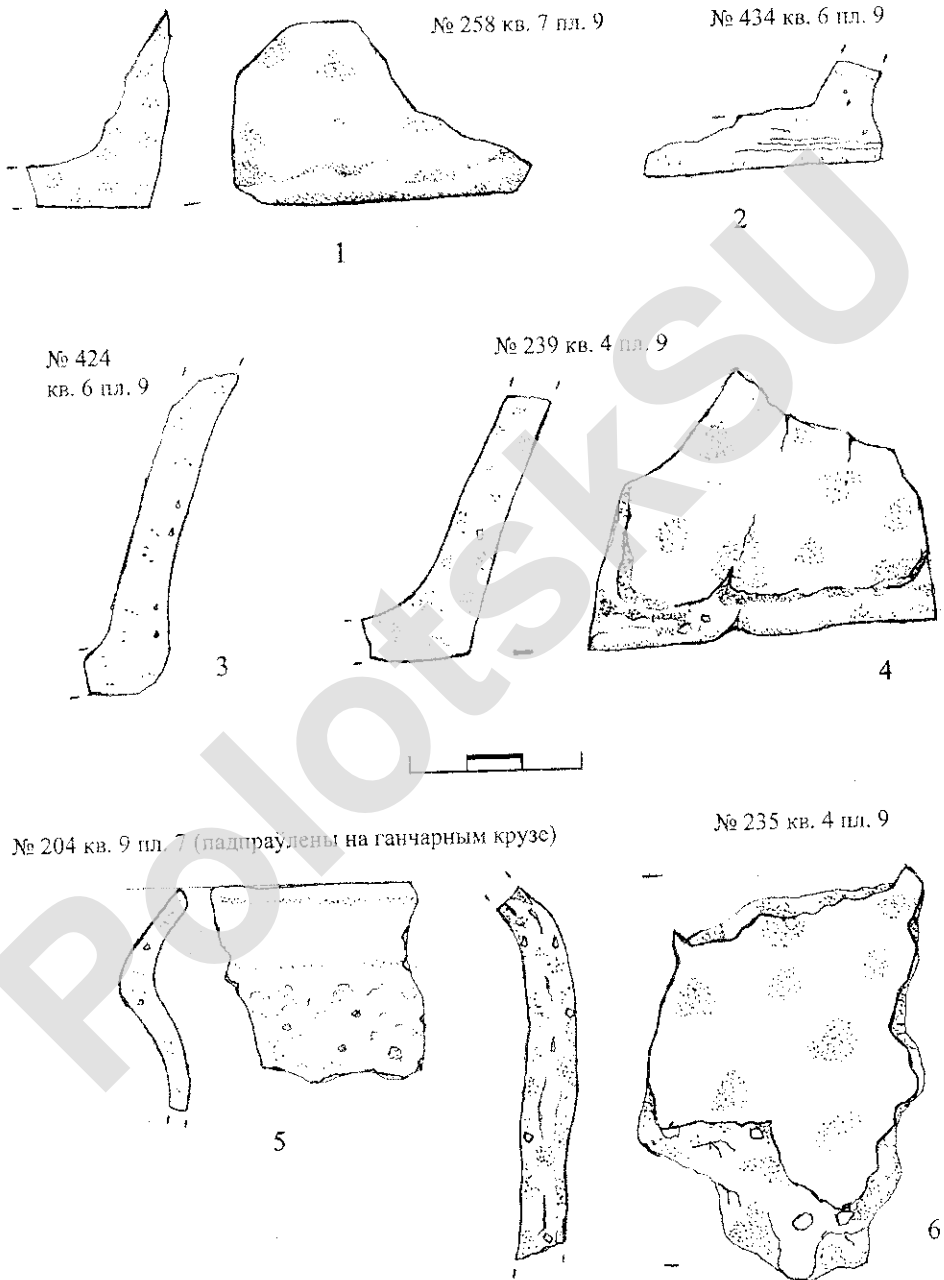 № 258 кв. 7 пл. 9
№ 434 кв. 6 пл. 9
1
2
№ 424
кв. 6 пл. 9
№ 239 кв. 4 пл. 9
3
4
№ 204 кв. 9 пл. 7 (падпраўлены на ганчарным крузе)
№ 235 кв. 4 пл. 9
5
6
PolotskSU